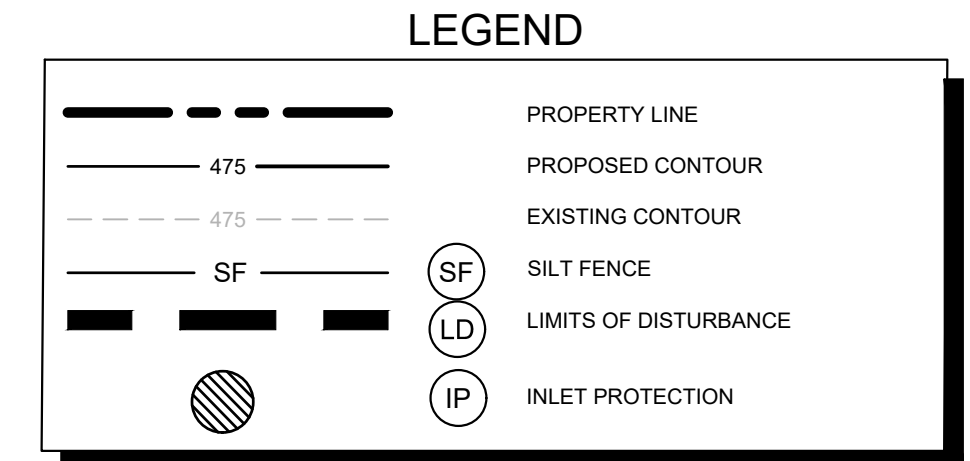 LEGEND
PROPERTY LINE
475 PROPOSED CONTOUR
475 EXISTING CONTOUR
SF SF SILT FENCE
LD LIMITS OF DISTURBANCE
IP INLET PROTECTION